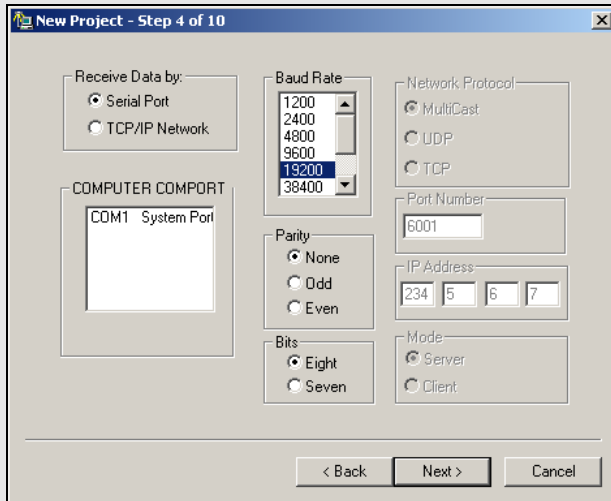 New Project - Step 4 of 10
Receive Data by:
Serial Port
TCP/IP Network
COMPUTER COMPORT
COM1 System Port
Baud Rate
1200
2400
4800
9600
19200
38400
Parity
None
Odd
Even
Bits
Eight
Seven
Network Protocol
MultiCast
UDP
TCP
Port Number
6001
IP Address
234 5 6 7
Mode
Server
Client
< Back
Next >
Cancel